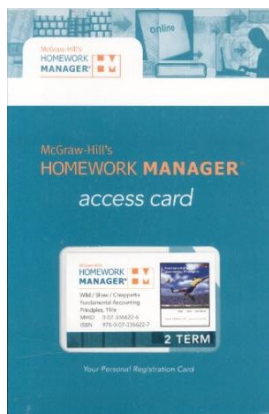 online
McGraw-Hill's
HOMEWORK
MANAGER
McGraw-Hill's
HOMEWORK MANAGER
access card
HOMEWORK
MANAGER
Wild / Shaw / Chiappetta
Fundamental Accounting
Principles, 19/e
2 TERM
Your Personal Registration Card